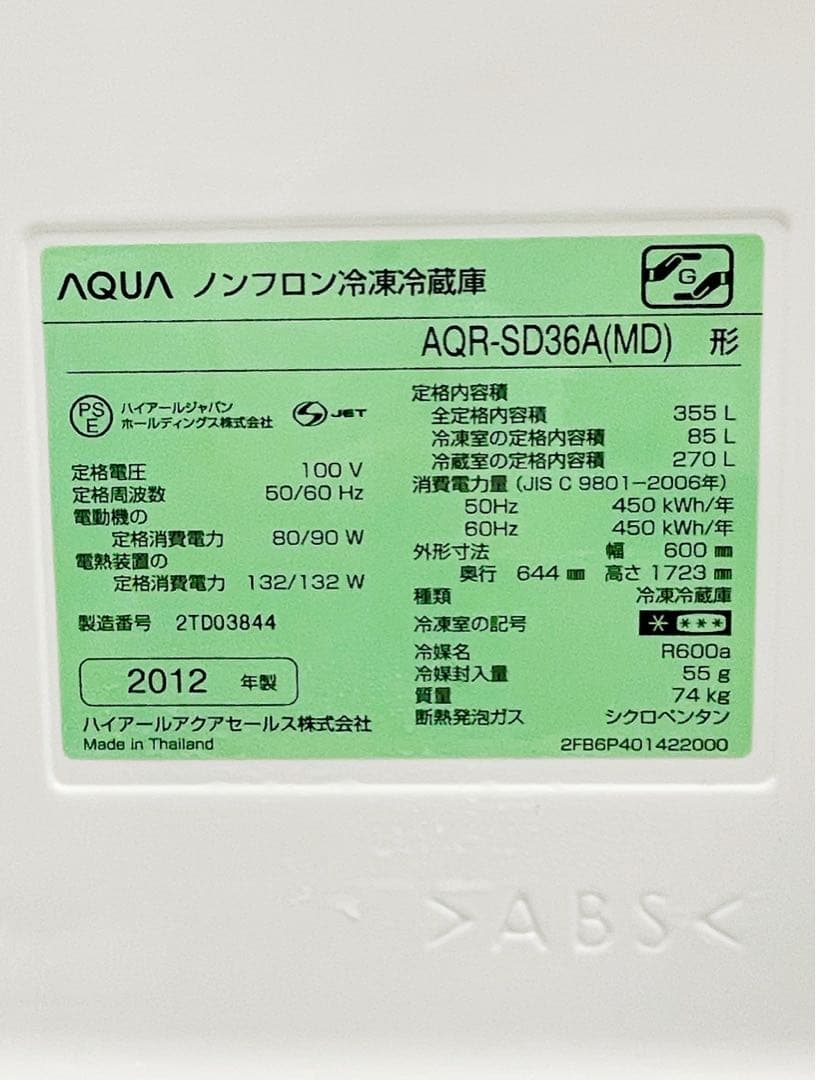 AQUA ノンフロン冷凍冷蔵庫
G
AQR-SD36A(MD) 形
PS
E
ハイアールジャパン
ホールディングス株式会社
JET
定格電圧 100 V
定格周波数 50/60 Hz
電動機の
定格消費電力 80/90 W
電熱装置の
定格消費電力 132/132 W
製造番号 2TD03844
2012 年製
ハイアールアクアセールス株式会社
Made in Thailand
定格内容積
全定格内容積 355 L
冷凍室の定格内容積 85 L
冷蔵室の定格内容積 270 L
消費電力量 (JIS C 9801−2006年)
50Hz 450 kWh/年
60Hz 450 kWh/年
外形寸法 幅 600 ㎜
奥行 644 ㎜ 高さ 1723 ㎜
種類 冷凍冷蔵庫
冷凍室の記号 * ***
冷媒名 R600a
冷媒封入量 55 g
質量 74 kg
断熱発泡ガス シクロペンタン
2FB6P401422000
>ABS<